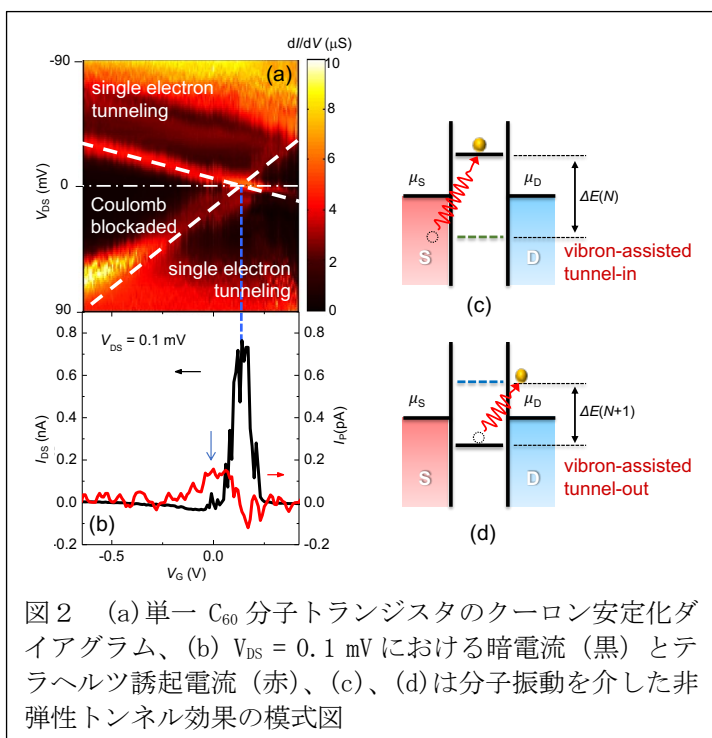 dI/dV (μS)
-90
(a)
10
single electron
tunneling
8
6
V_DS (mV)
0
Coulomb
blockaded
4
2
single electron
tunneling
90
0
0.8
V_DS = 0.1 mV
0.8
0.6
0.6
I_DS (nA)
0.4
0.4
I_P(pA)
0.2
0.2
0.0
0.0
-0.2
(b)
-0.2
-0.5
0.0
V_G (V)
μ_S
μ_D
ΔE(N)
S
D
vibron-assisted
tunnel-in
(c)
μ_S
μ_D
ΔE(N+1)
S
D
vibron-assisted
tunnel-out
(d)
図２ (a)単一 C₆₀ 分子トランジスタのクーロン安定化ダ
イアグラム、(b) V_DS = 0.1 mV における暗電流（黒）とテ
ラヘルツ誘起電流（赤）、(c)、(d)は分子振動を介した非
弾性トンネル効果の模式図